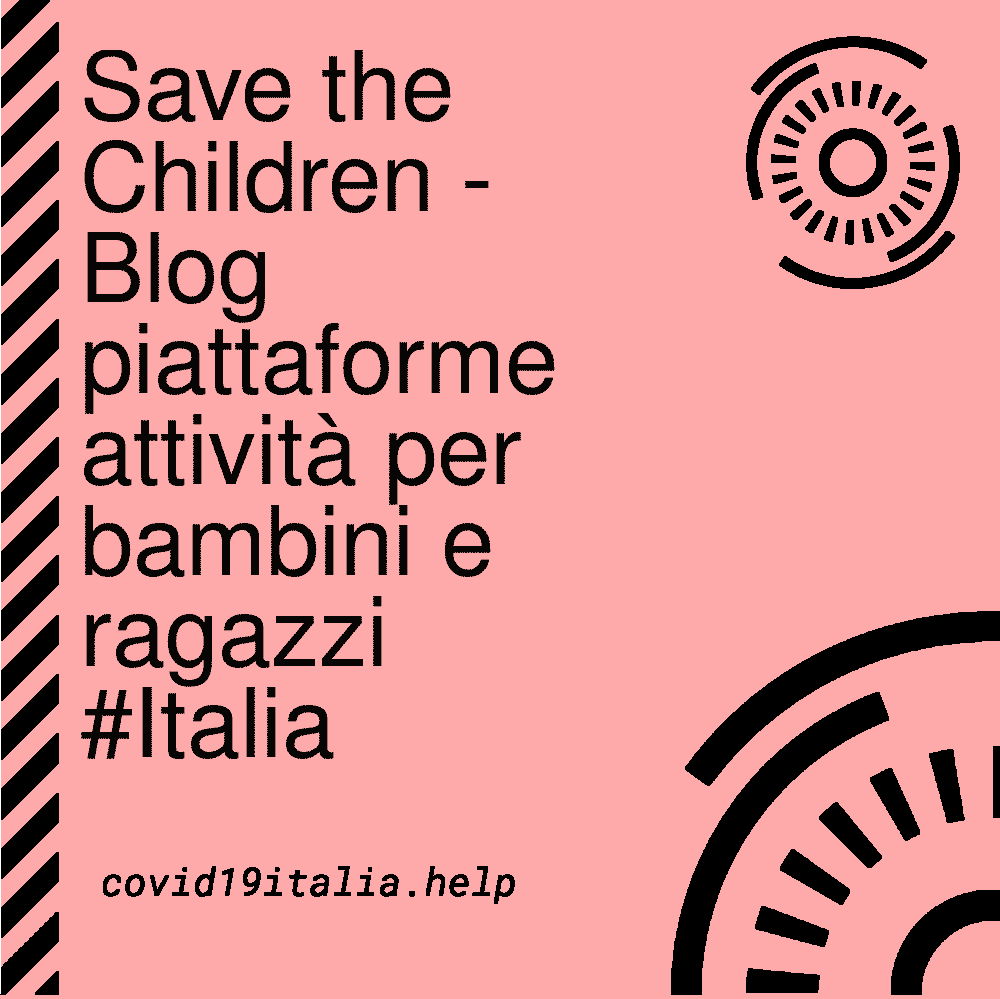 Save the
Children -
Blog
piattaforme
attività per
bambini e
ragazzi
#Italia
covid19italia.help